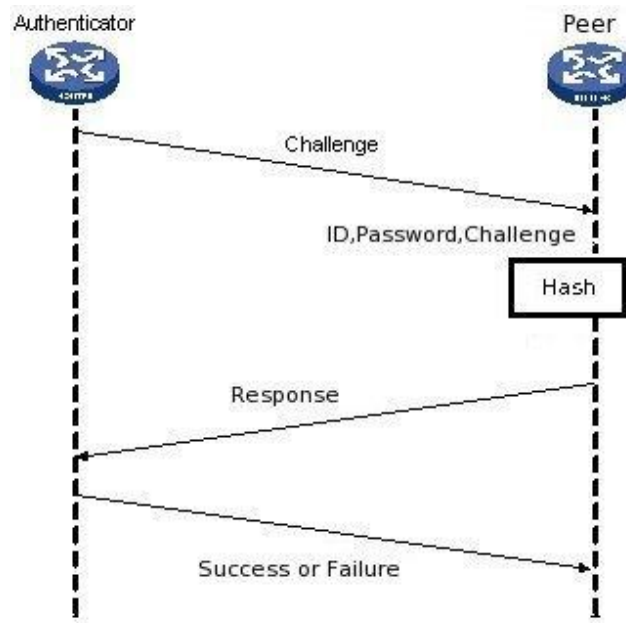 Authenticator
Peer
Challenge
ID,Password,Challenge
Hash
Response
Success or Failure